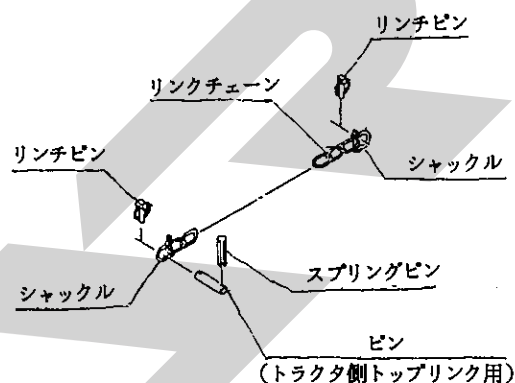 リンチピン
リンクチェーン
リンチピン
シャックル
スプリングピン
シャックル
ピン
(トラクタ側トップリンク用)